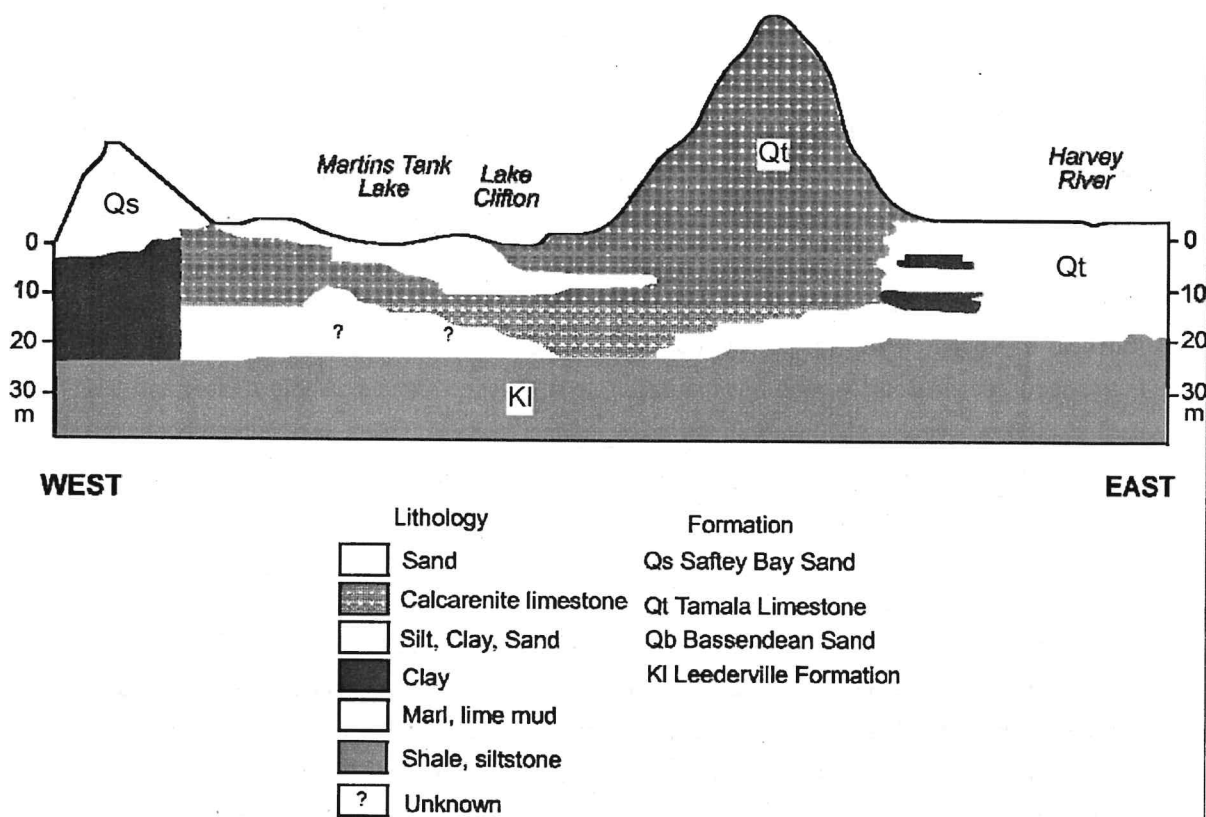 Qt
Martins Tank
Lake
Lake
Clifton
Harvey
River
Qs
0
10
20
30
m
0
10
20
30
m
Qt
?
?
Kl
WEST
EAST
Lithology
Sand
Calcarenite limestone
Silt, Clay, Sand
Clay
Marl, lime mud
Shale, siltstone
? Unknown
Formation
Qs Saftey Bay Sand
Qt Tamala Limestone
Qb Bassendean Sand
Kl Leederville Formation